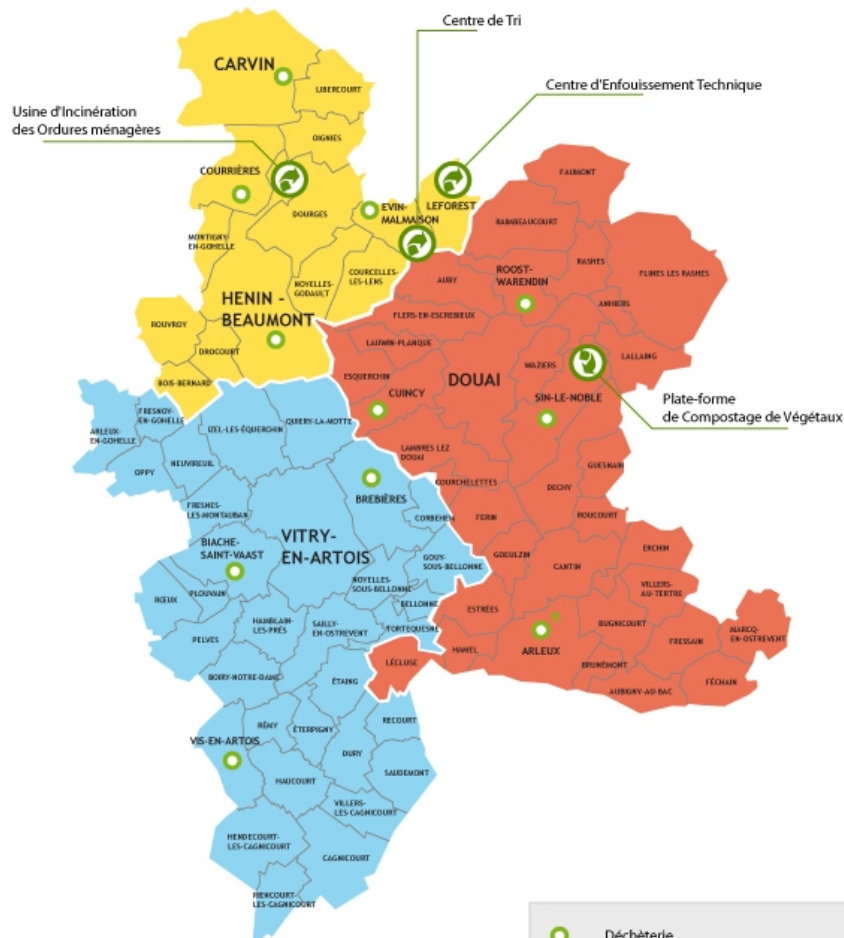 Centre de Tri
Centre d'Enfouissement Technique
Usine d'Incinération
des Ordures ménagères
Plate-forme
de Compostage de Végétaux
CARVIN
LIBERCOURT
OIGNIES
COURRIÈRES
DOURGES
EVIN-
MALMAISON
LEFOREST
MONTIGNY-
EN-GOHELLE
NOYELLES-
GODAULT
COURCELLES-
LES-LENS
HENIN -
BEAUMONT
ROUVROY
DROCOURT
BOIS-BERNARD
FAUMONT
RAIMBEAUCOURT
RASHES
FLINES LES RASHES
ROOST-
WARENDIN
AUBY
ANHIERS
FLERS-EN-ESCREBIEUX
LAUWIN-PLANQUE
LALLAING
WAZIERS
ESQUERCHIN
DOUAI
CUINCY
SIN-LE-NOBLE
LAMBRES LEZ
DOUAI
GUESNAIN
COURCHELETTES
DECHY
FERIN
ROUCOURT
GOEULZIN
CANTIN
ERCHIN
VILLERS-
AU-TERTRE
ESTRÉES
BUGNICOURT
MARCQ-
EN-OSTREVENT
FRESSAIN
HAMEL
ARLEUX
BRUNÉMONT
FÉCHAIN
AUBIGNY-AU-BAC
LÉCLUSE
FRESNOY-
EN-GOHELLE
ARLEUX-
EN-GOHELLE
IZEL-LES-ÉQUERCHIN
QUIERY-LA-MOTTE
OPPY
NEUVIREUIL
BREBIÈRES
FRESNES-
LES-MONTAUBAN
CORBEHEM
VITRY-
EN-ARTOIS
BIACHE-
SAINT-VAAST
GOUY-
SOUS-BELLONNE
NOYELLES-
SOUS-BELLONNE
PLOUVAIN
RŒUX
BELLONNE
HAMBLAIN-
LES-PRÉS
SAILLY-
EN-OSTREVENT
TORTEQUESNE
PELVES
BOIRY-NOTRE-DAME
ÉTAING
RECOURT
RÉMY
ÉTERPIGNY
VIS-EN-ARTOIS
DURY
SAUDEMONT
HAUCOURT
VILLERS-
LES-CAGNICOURT
HENDECOURT-
LES-CAGNICOURT
CAGNICOURT
RIENCOURT-
LES-CAGNICOURT
Déchèterie